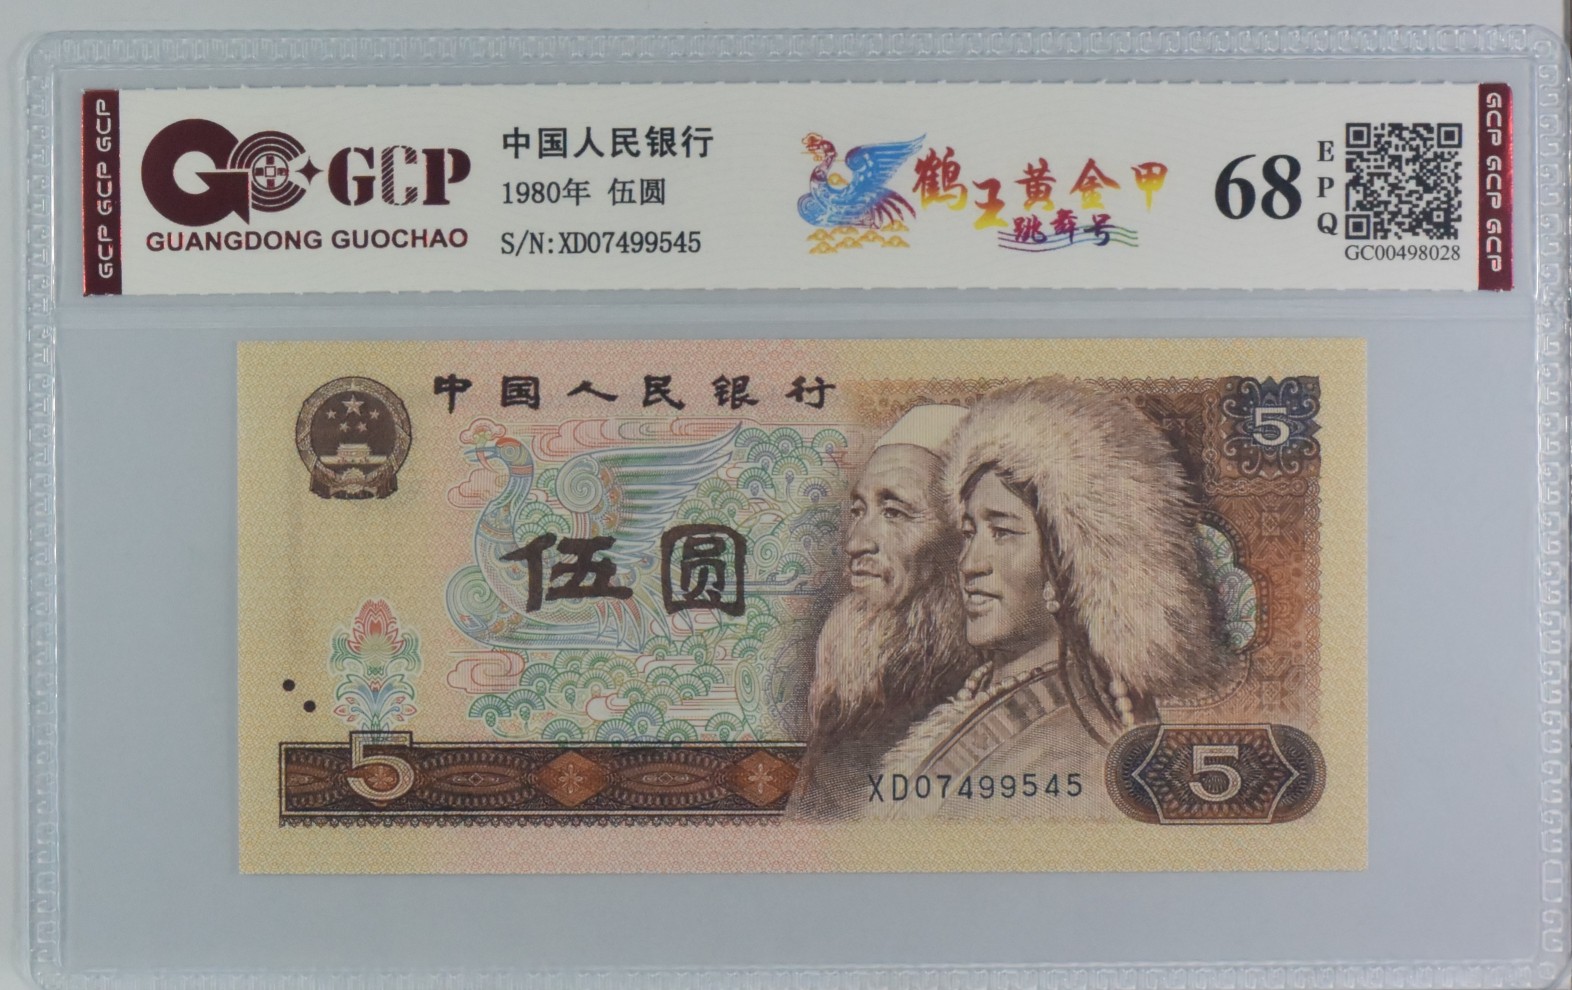 GCP GCP GCP
GCP
GUANGDONG GUOCHAO
中国人民银行
1980年 伍圆
S/N:XD07499545
鹤王黄金甲
跳舞号
68
EPQ
GC00498028
GCP GCP GCP
中国人民银行
5
伍圆
5
XD07499545
5